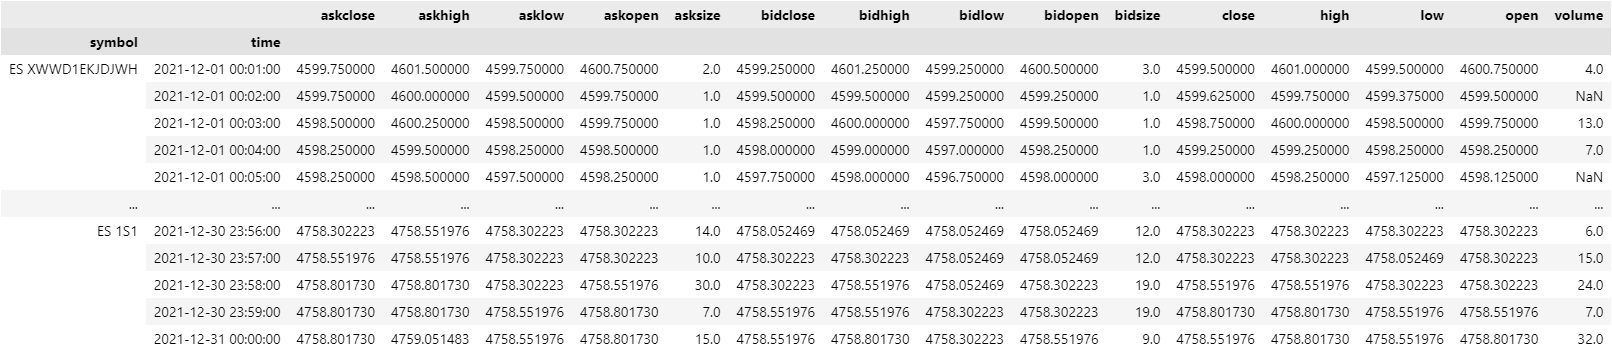 askclose askhigh asklow askopen asksize bidclose bidhigh bidlow bidopen bidsize close high low open volume
symbol time
ES XWWD1EKJDJWH 2021-12-01 00:01:00 4599.750000 4601.500000 4599.750000 4600.750000 2.0 4599.250000 4601.250000 4599.250000 4600.500000 3.0 4599.500000 4601.000000 4599.500000 4600.750000 4.0
2021-12-01 00:02:00 4599.750000 4600.000000 4599.500000 4599.750000 1.0 4599.500000 4599.500000 4599.250000 4599.250000 1.0 4599.625000 4599.750000 4599.375000 4599.500000 NaN
2021-12-01 00:03:00 4598.500000 4600.250000 4598.500000 4599.750000 1.0 4598.250000 4600.000000 4597.750000 4599.500000 1.0 4598.750000 4600.000000 4598.500000 4599.750000 13.0
2021-12-01 00:04:00 4598.250000 4599.500000 4598.250000 4598.500000 1.0 4598.000000 4599.000000 4597.000000 4598.250000 1.0 4599.250000 4599.250000 4598.250000 4598.250000 7.0
2021-12-01 00:05:00 4598.250000 4598.500000 4597.500000 4598.250000 1.0 4597.750000 4598.000000 4596.750000 4598.000000 3.0 4598.000000 4598.250000 4597.125000 4598.125000 NaN
... ... ... ... ... ... ... ... ... ... ... ... ... ... ... ... ...
ES 1S1 2021-12-30 23:56:00 4758.302223 4758.551976 4758.302223 4758.302223 14.0 4758.052469 4758.052469 4758.052469 4758.052469 12.0 4758.302223 4758.302223 4758.302223 4758.302223 6.0
2021-12-30 23:57:00 4758.551976 4758.551976 4758.302223 4758.302223 10.0 4758.302223 4758.302223 4758.052469 4758.052469 12.0 4758.302223 4758.302223 4758.052469 4758.302223 15.0
2021-12-30 23:58:00 4758.801730 4758.801730 4758.302223 4758.551976 30.0 4758.302223 4758.551976 4758.052469 4758.302223 19.0 4758.551976 4758.551976 4758.302223 4758.302223 24.0
2021-12-30 23:59:00 4758.801730 4758.801730 4758.551976 4758.801730 7.0 4758.551976 4758.551976 4758.302223 4758.302223 19.0 4758.801730 4758.801730 4758.551976 4758.801730 7.0
2021-12-31 00:00:00 4758.801730 4759.051483 4758.551976 4758.801730 15.0 4758.551976 4758.801730 4758.302223 4758.551976 9.0 4758.551976 4758.801730 4758.551976 4758.801730 32.0